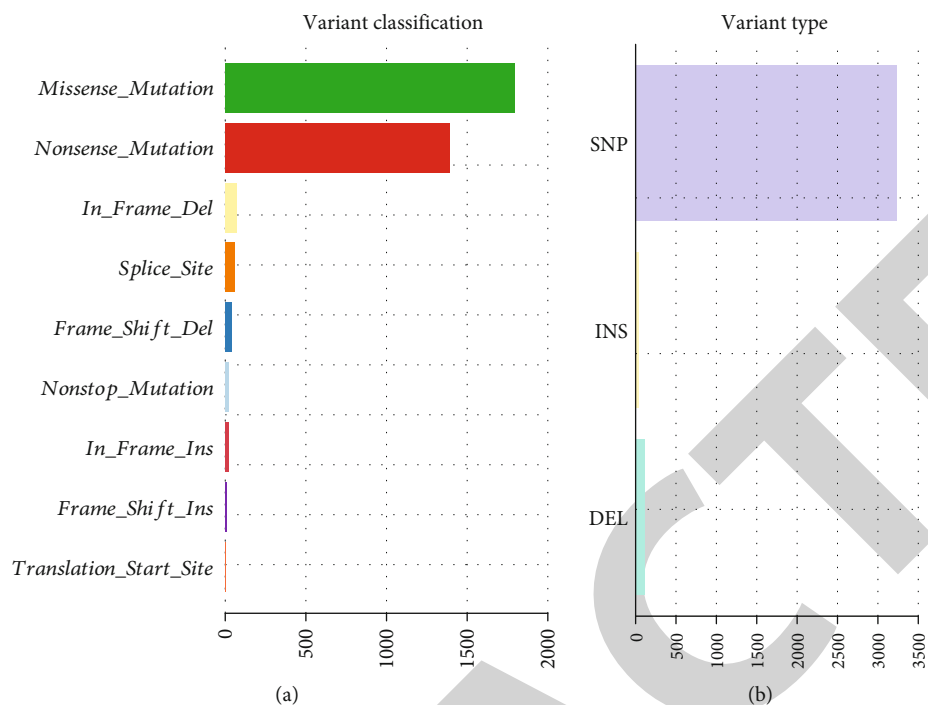 Variant classification
Missense_Mutation
Nonsense_Mutation
In_Frame_Del
Splice_Site
Frame_Shift_Del
Nonstop_Mutation
In_Frame_Ins
Frame_Shift_Ins
Translation_Start_Site
0
500
1000
1500
2000
(a)
Variant type
SNP
INS
DEL
0
500
1000
1500
2000
2500
3000
3500
(b)